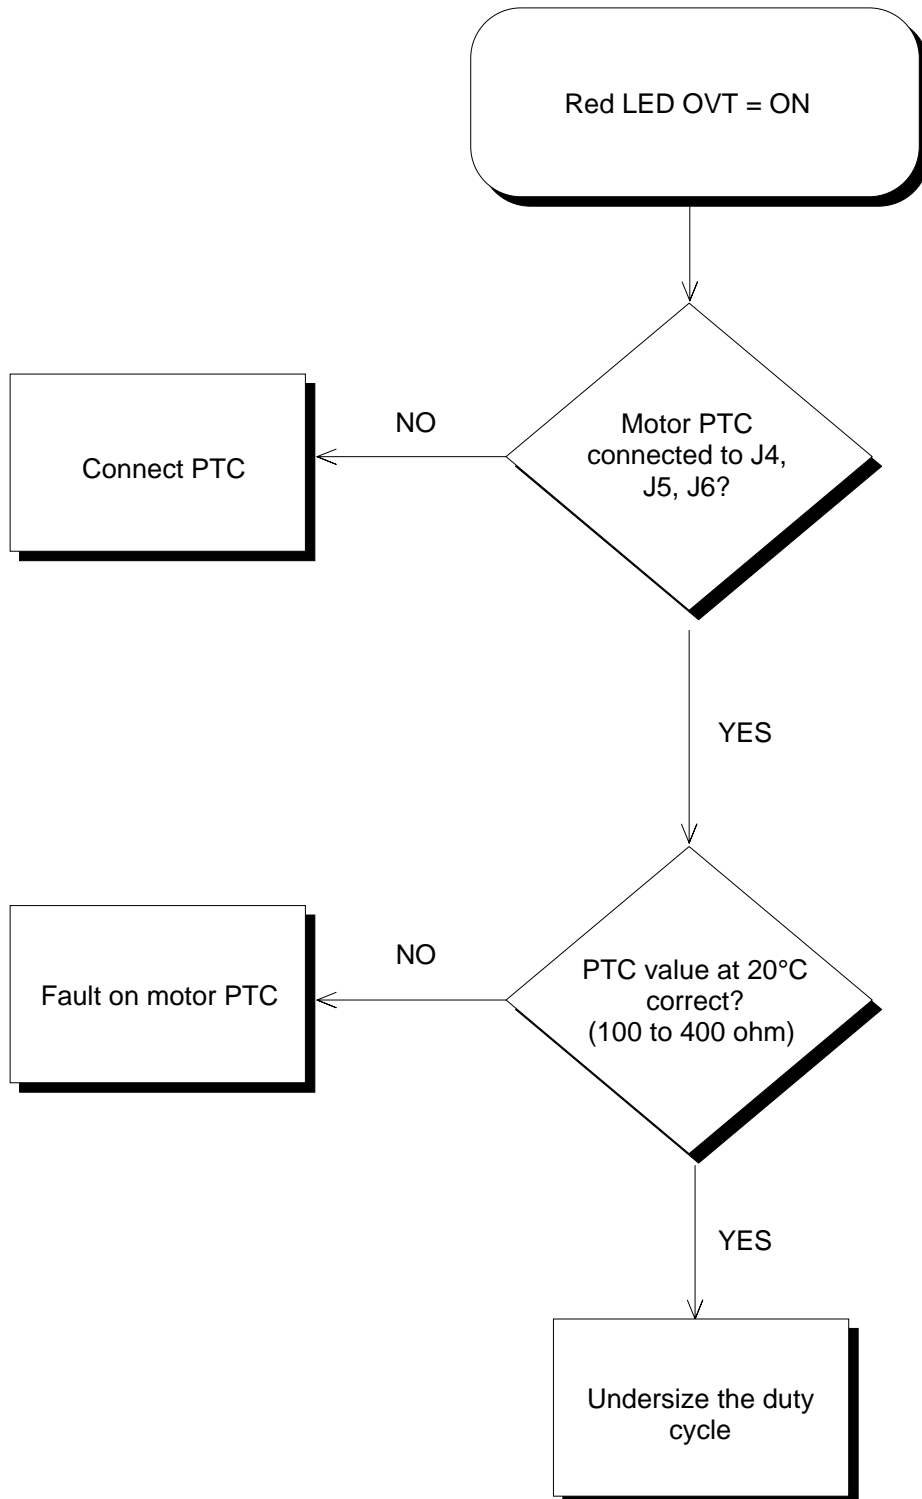 Red LED OVT = ON
Motor PTC
connected to J4,
J5, J6?
NO
Connect PTC
YES
PTC value at 20°C
correct?
(100 to 400 ohm)
NO
Fault on motor PTC
YES
Undersize the duty
cycle